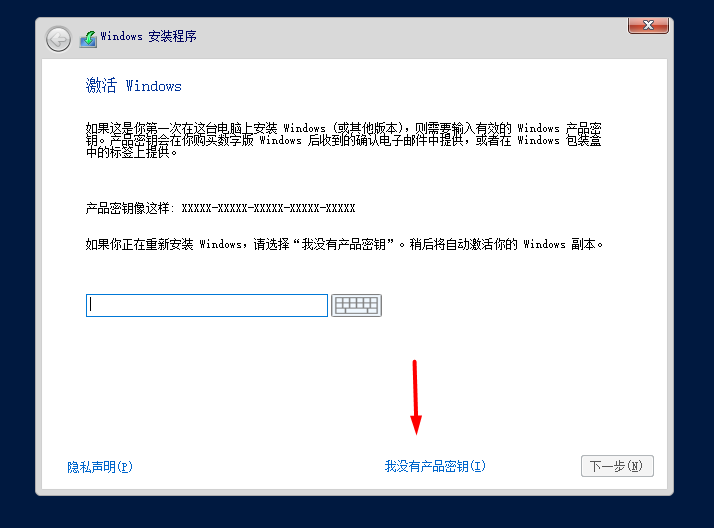 Windows 安装程序
激活 Windows
如果这是你第一次在这台电脑上安装 Windows (或其他版本)，则需要输入有效的 Windows 产品密
钥。产品密钥会在你购买数字版 Windows 后收到的确认电子邮件中提供，或者在 Windows 包装盒
中的标签上提供。
产品密钥像这样: XXXXX-XXXXX-XXXXX-XXXXX-XXXXX
如果你正在重新安装 Windows，请选择“我没有产品密钥”。稍后将自动激活你的 Windows 副本。
隐私声明(P) 我没有产品密钥(I) 下一步(N)